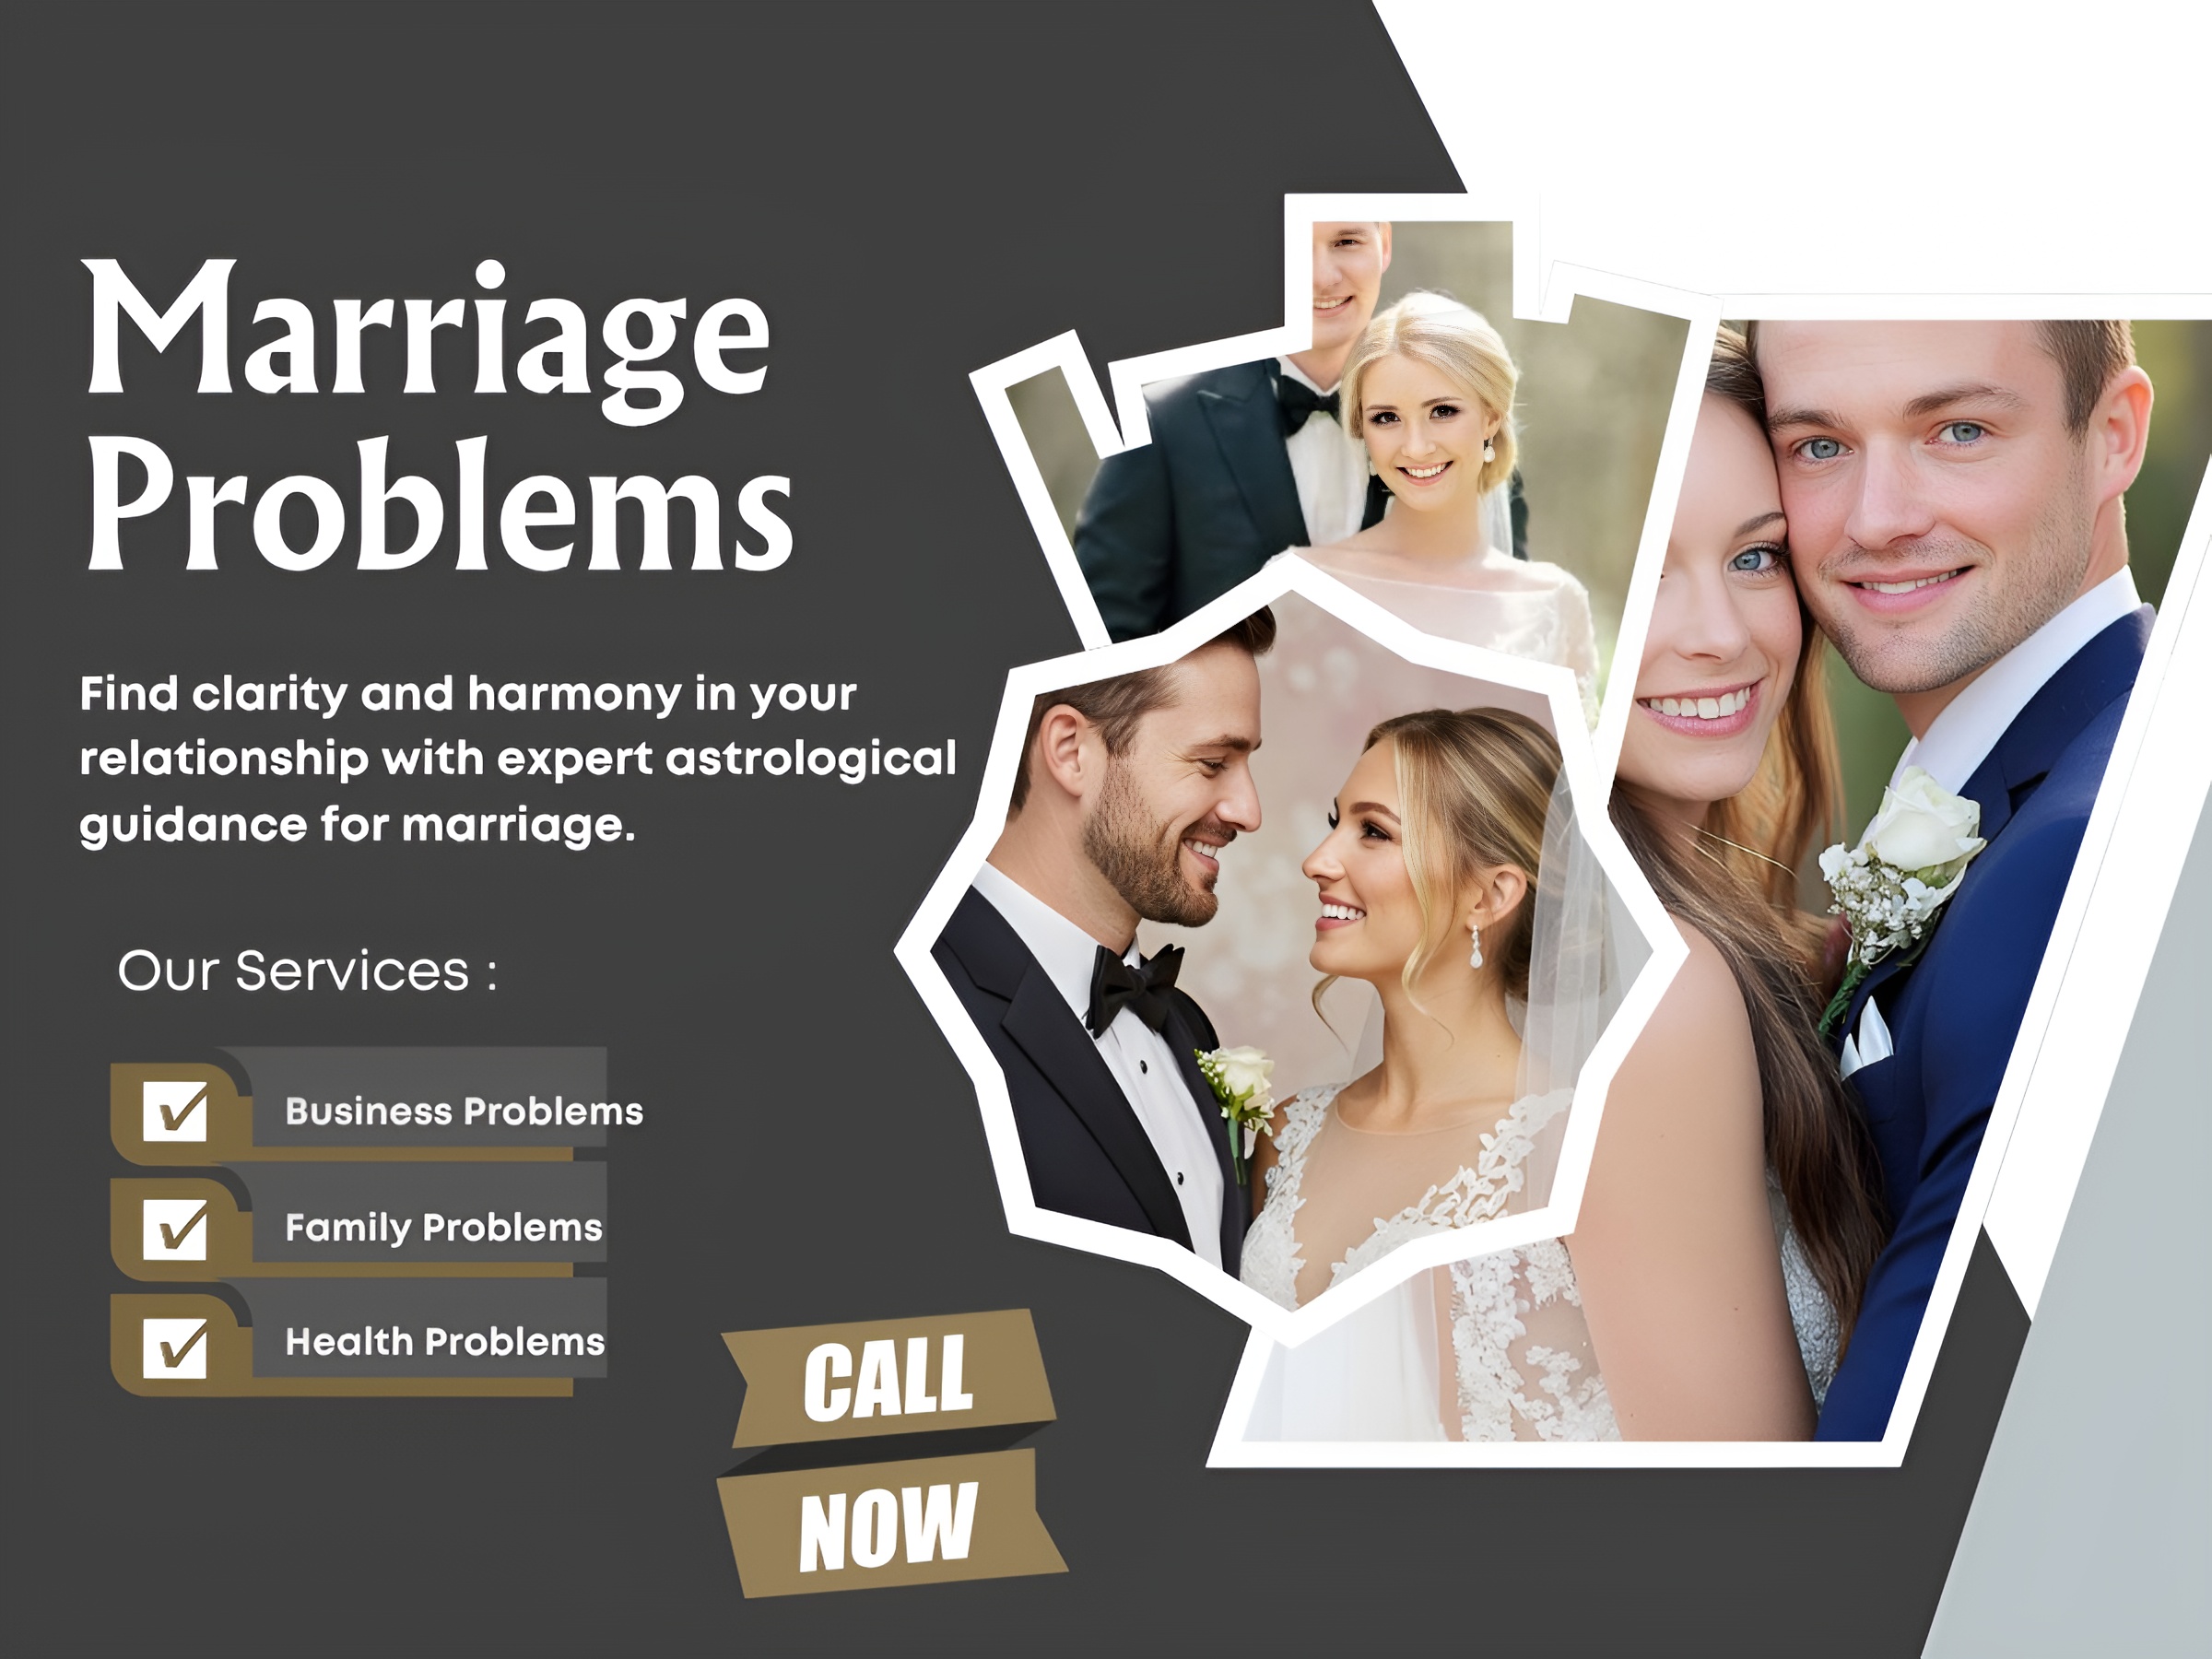 Marriage
Problems
Find clarity and harmony in your
relationship with expert astrological
guidance for marriage.
Our Services :
Business Problems
Family Problems
Health Problems
CALL
NOW